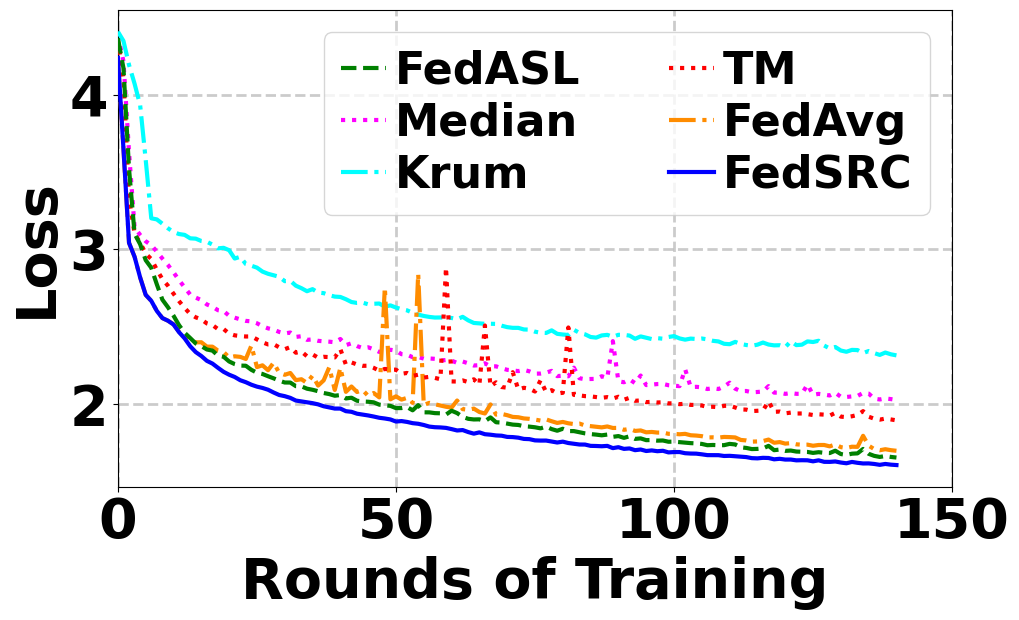 FedASL
Median
Krum
TM
FedAvg
FedSRC
Loss
4
3
2
0
50
100
150
Rounds of Training